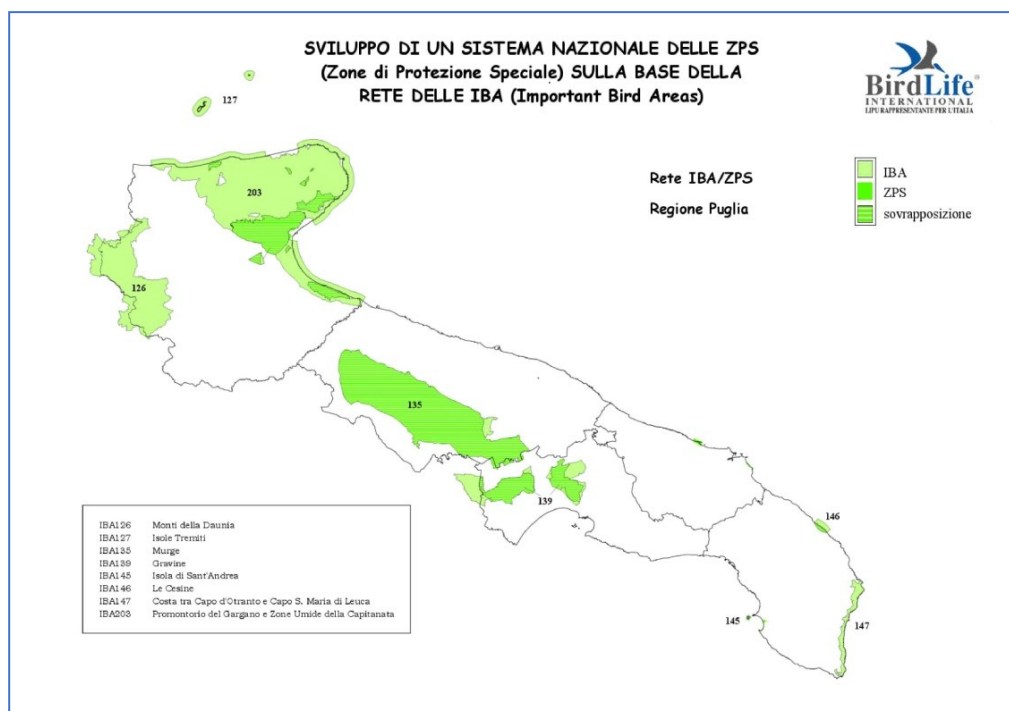 SVILUPPO DI UN SISTEMA NAZIONALE DELLE ZPS
(Zone di Protezione Speciale) SULLA BASE DELLA
RETE DELLE IBA (Important Bird Areas)
BirdLife®
INTERNATIONAL
LIPU RAPPRESENTANTE PER L'ITALIA
127
203
126
Rete IBA/ZPS
Regione Puglia
IBA
ZPS
sovrapposizione
135
139
146
145
147
IBA126 Monti della Daunia
IBA127 Isole Tremiti
IBA135 Murge
IBA139 Gravine
IBA145 Isola di Sant'Andrea
IBA146 Le Cesine
IBA147 Costa tra Capo d'Otranto e Capo S. Maria di Leuca
IBA203 Promontorio del Gargano e Zone Umide della Capitanata